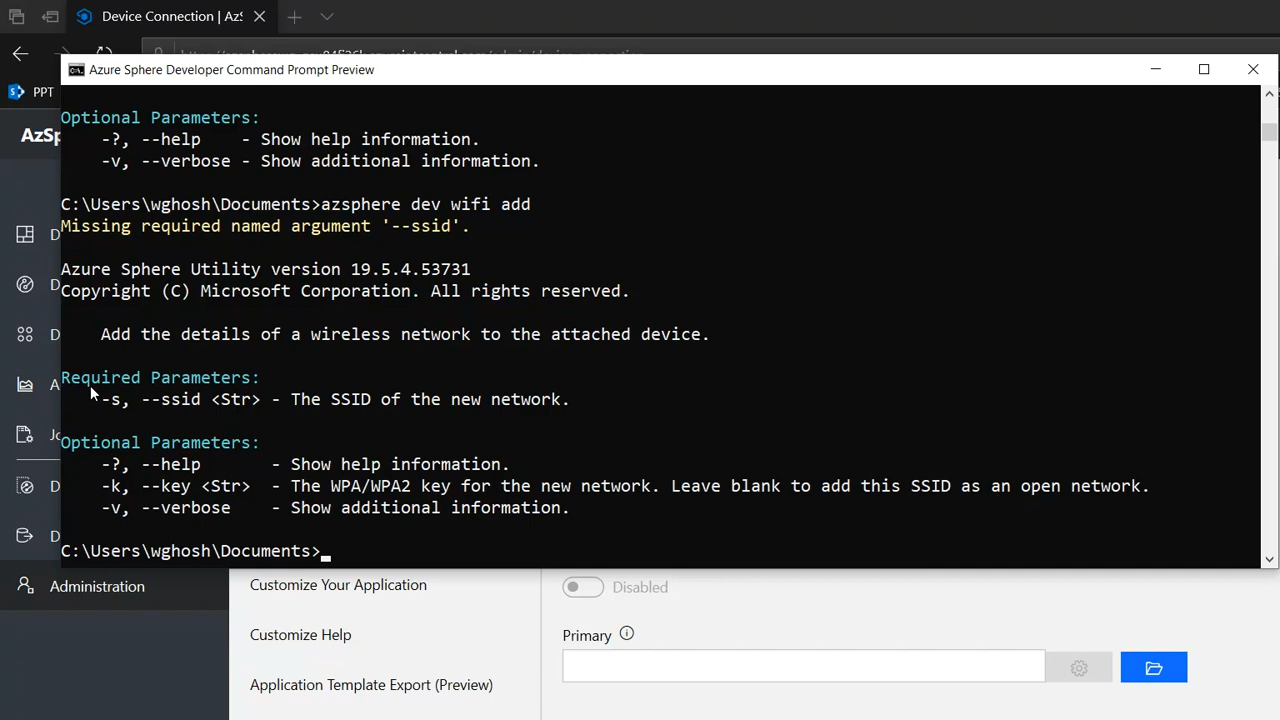 Device Connection | AzS
PPT
Azure Sphere Developer Command Prompt Preview
AzSp
Optional Parameters:
-?, --help - Show help information.
-v, --verbose - Show additional information.
C:\Users\wghosh\Documents>azsphere dev wifi add
Missing required named argument '--ssid'.
Azure Sphere Utility version 19.5.4.53731
Copyright (C) Microsoft Corporation. All rights reserved.
Add the details of a wireless network to the attached device.
Required Parameters:
-s, --ssid <Str> - The SSID of the new network.
Optional Parameters:
-?, --help - Show help information.
-k, --key <Str> - The WPA/WPA2 key for the new network. Leave blank to add this SSID as an open network.
-v, --verbose - Show additional information.
C:\Users\wghosh\Documents>
D
D
D
A
Jo
D
D
Administration
Customize Your Application
Customize Help
Application Template Export (Preview)
Disabled
Primary